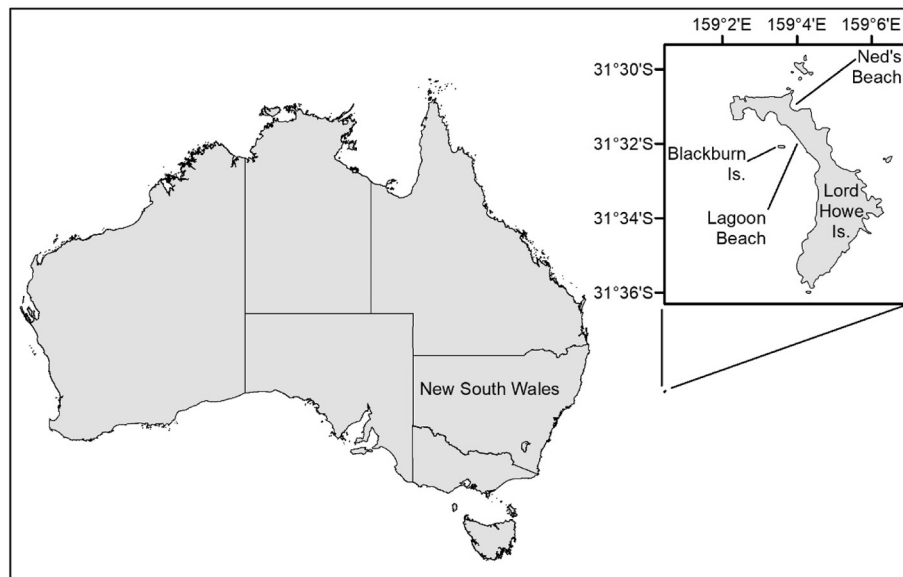 159°2'E 159°4'E 159°6'E
31°30'S
31°32'S
31°34'S
31°36'S
Ned's
Beach
Blackburn
Is.
Lagoon
Beach
Lord
Howe
Is.
New South Wales